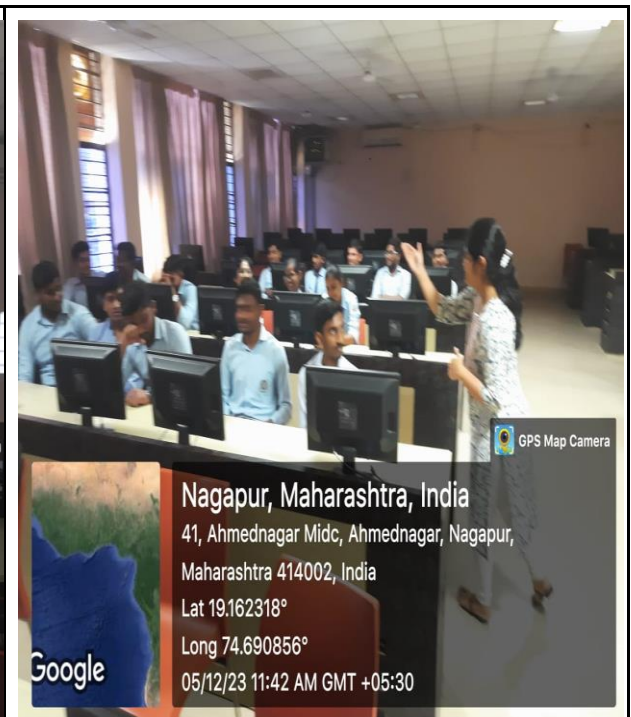 GPS Map Camera
Nagapur, Maharashtra, India
41, Ahmednagar Midc, Ahmednagar, Nagapur,
Maharashtra 414002, India
Lat 19.162318°
Long 74.690856°
05/12/23 11:42 AM GMT +05:30
Google